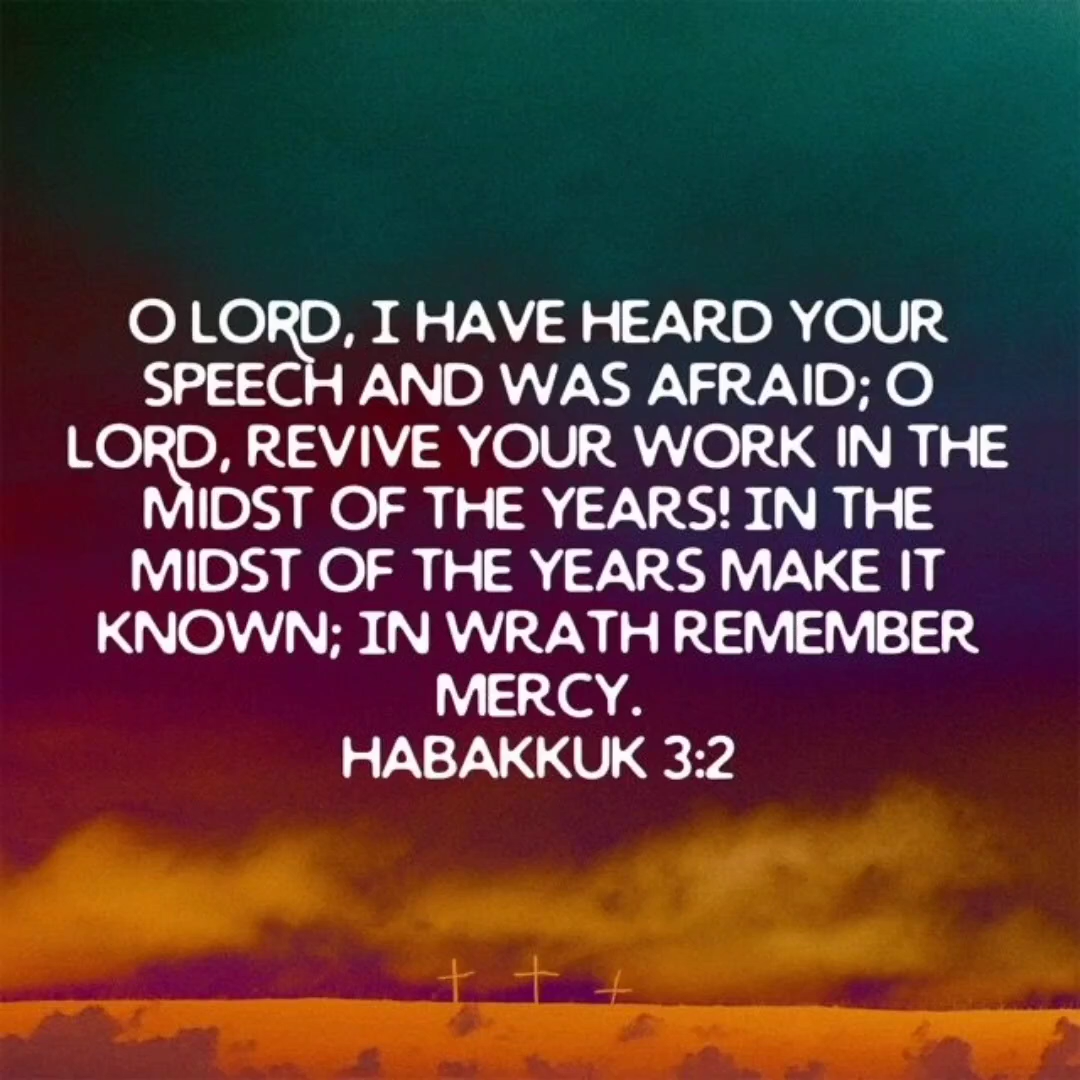 O LORD, I HAVE HEARD YOUR
SPEECH AND WAS AFRAID; O
LORD, REVIVE YOUR WORK IN THE
MIDST OF THE YEARS! IN THE
MIDST OF THE YEARS MAKE IT
KNOWN; IN WRATH REMEMBER
MERCY.
HABAKKUK 3:2